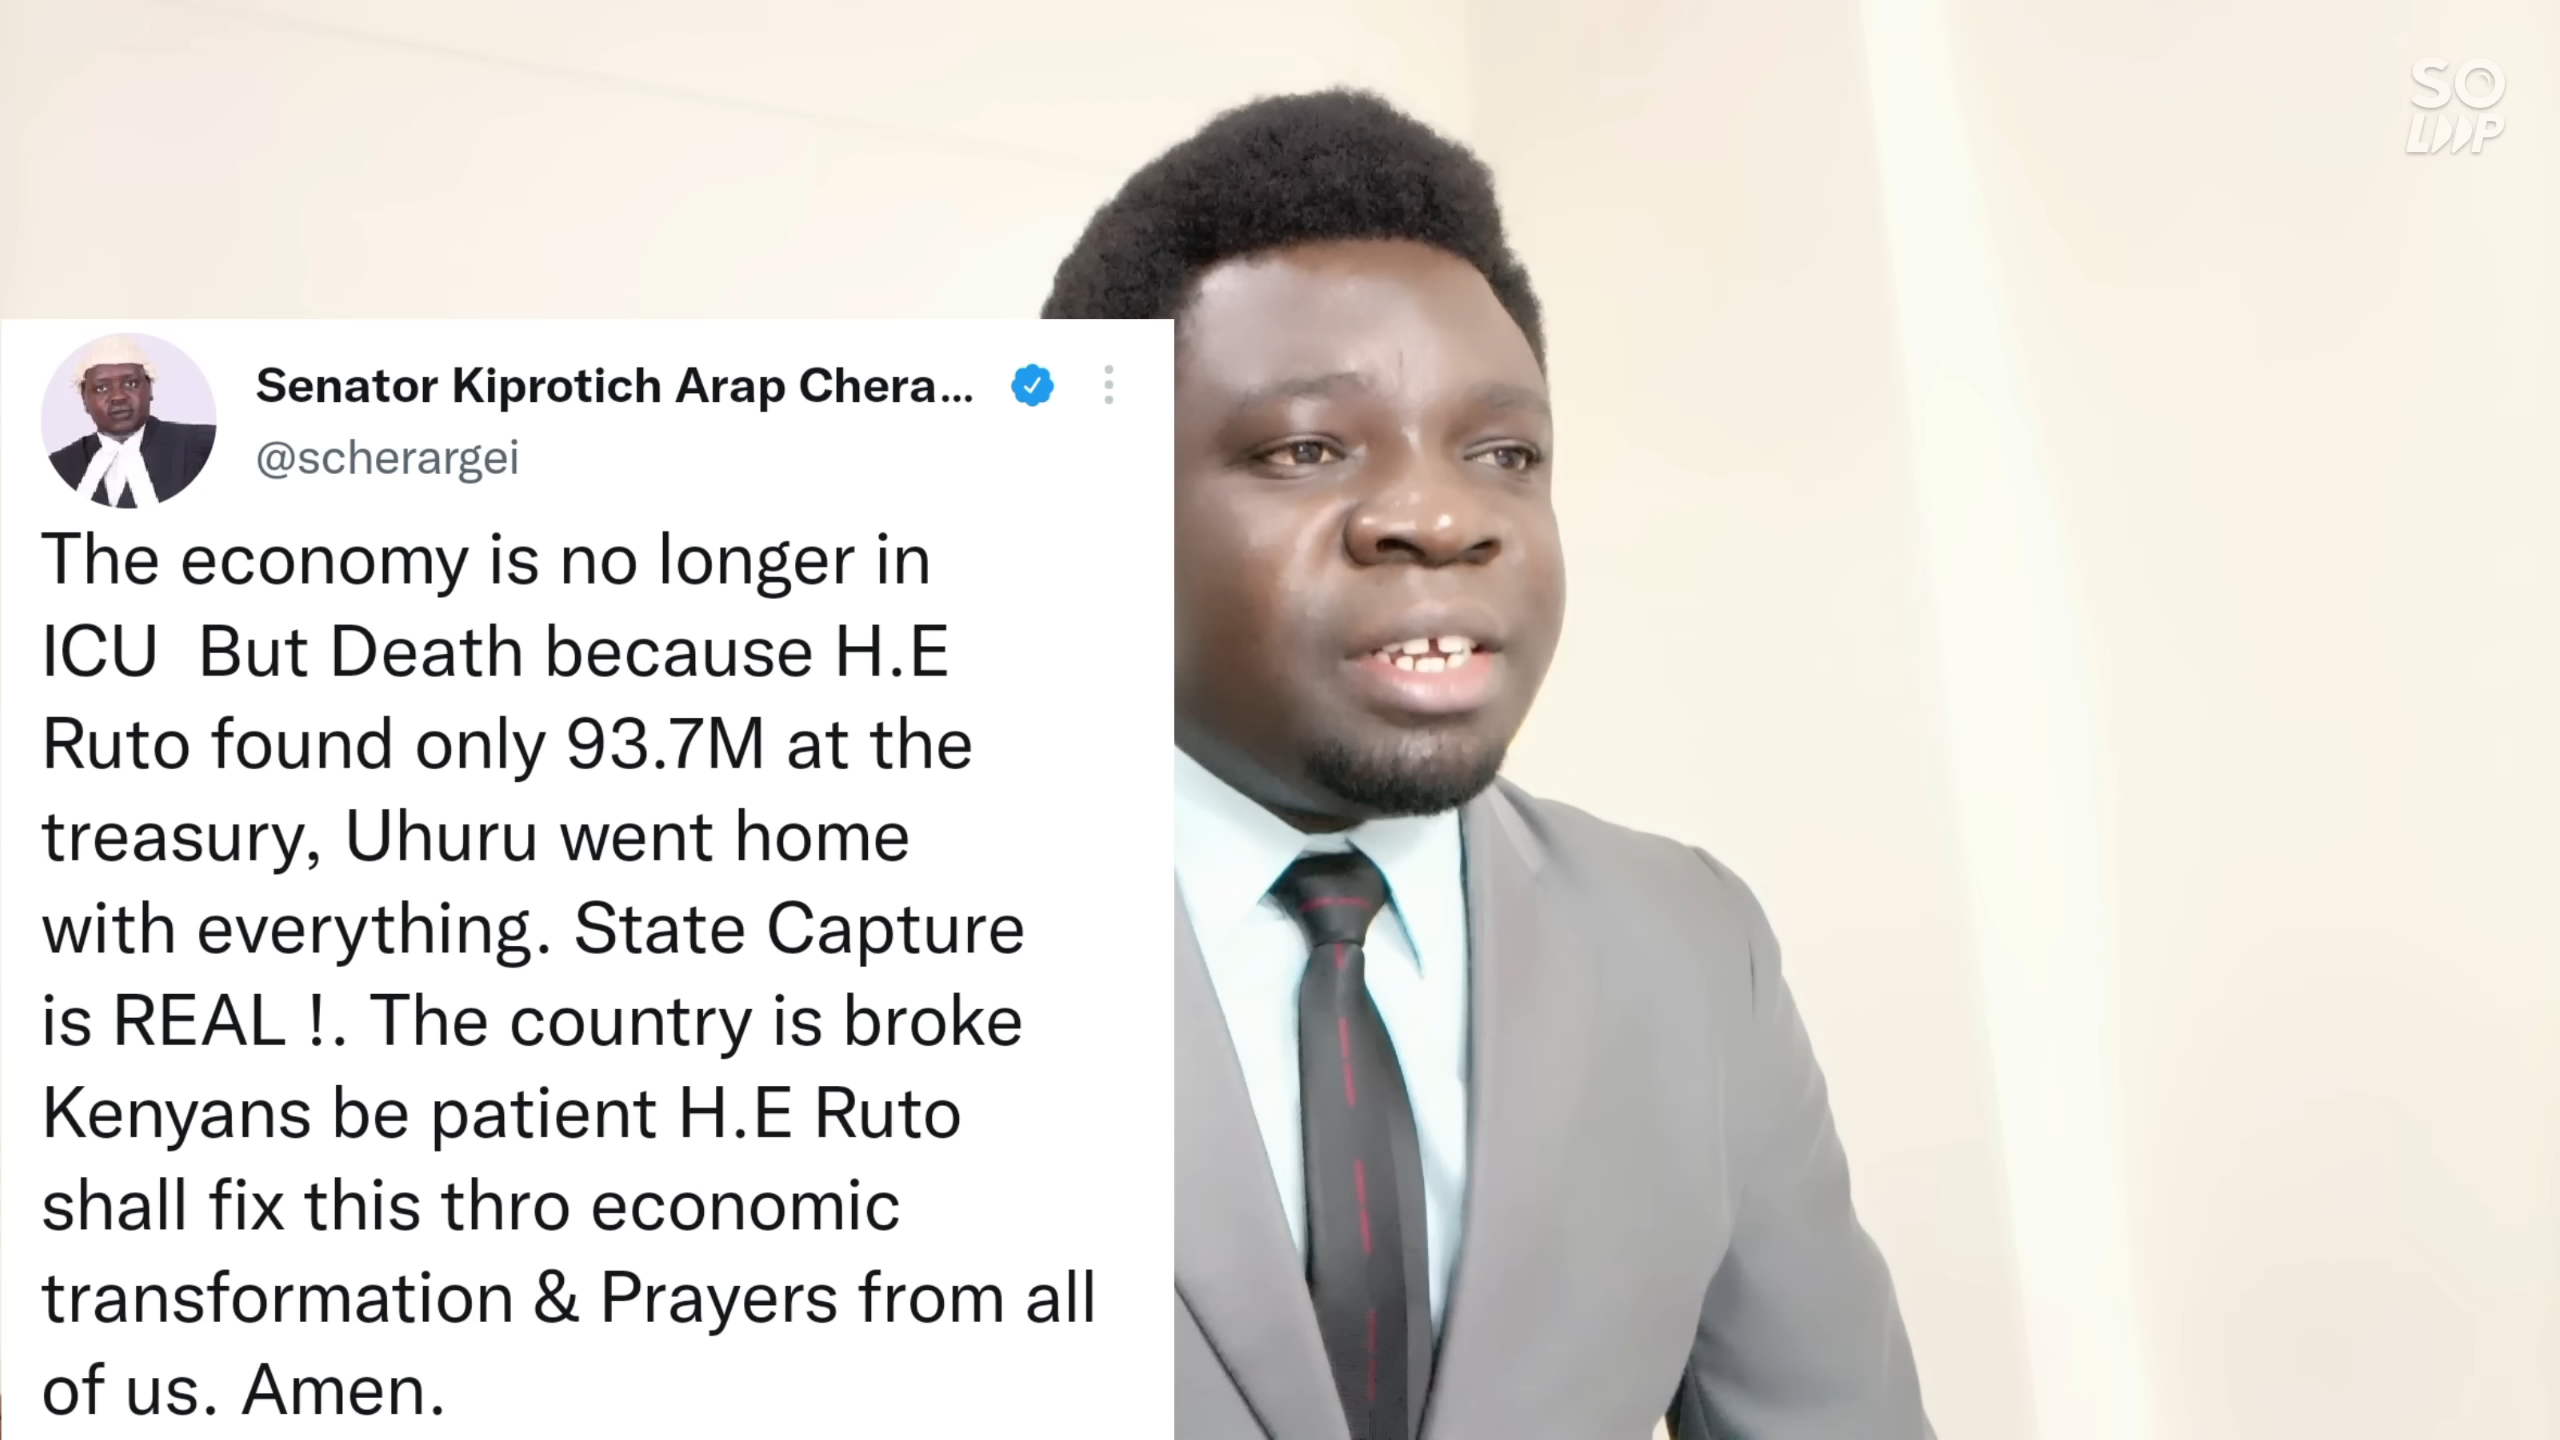 SO
LOOP
Senator Kiprotich Arap Chera...
@scherargei
The economy is no longer in
ICU  But Death because H.E
Ruto found only 93.7M at the
treasury, Uhuru went home
with everything. State Capture
is REAL !. The country is broke
Kenyans be patient H.E Ruto
shall fix this thro economic
transformation & Prayers from all
of us. Amen.